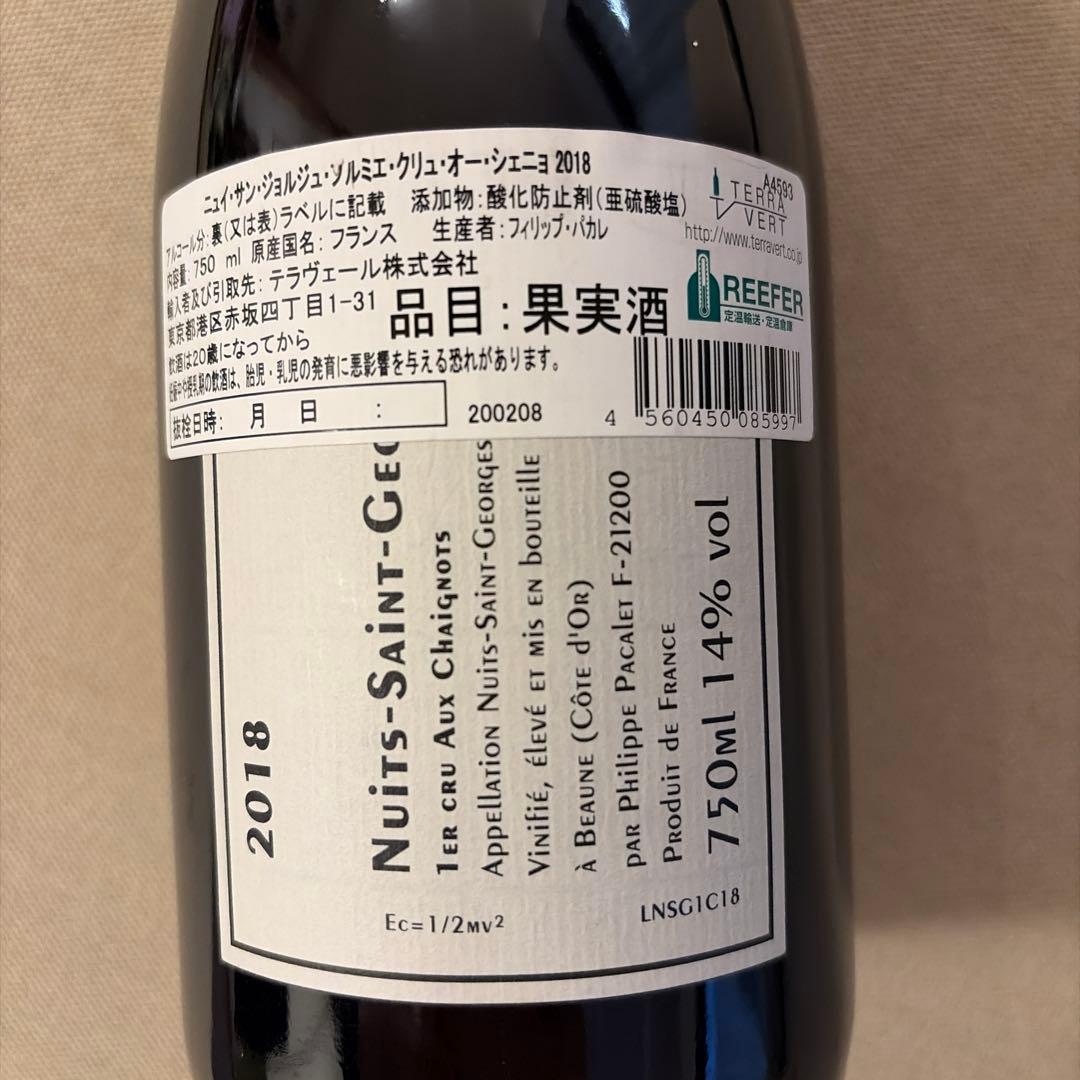 ニュイ・サン・ジョルジュ・プルミエ・クリュ・オー・シェニョ 2018
アルコール分:裏(又は表)ラベルに記載 添加物:酸化防止剤(亜硫酸塩)
内容量:750 ml 原産国名:フランス 生産者:フィリップ・パカレ
輸入者及び引取先:テラヴェール株式会社
東京都港区赤坂四丁目1-31
品目:果実酒
飲酒は20歳になってから
妊娠中や授乳期の飲酒は、胎児・乳児の発育に悪影響を与える恐れがあります。
抜栓日時: 月 日 :
200208
A4593
TERRA
VERT
http://www.terravert.co.jp
REEFER
定温輸送・定温倉庫
4 560450 085997
2018
Nuits-Saint-Geo
1er cru Aux Chaignots
Appellation Nuits-Saint-Georges
Vinifié, élevé et mis en bouteille
à Beaune (Côte d'Or)
par Philippe Pacalet F-21200
Produit de France
750ml 14% vol
Ec=1/2mv²
LNSG1C18